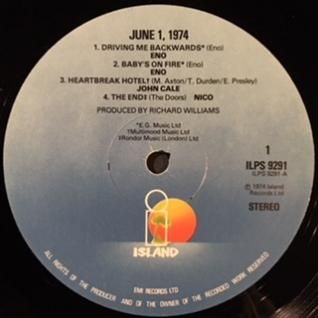 JUNE 1, 1974
1. DRIVING ME BACKWARDS* (Eno)
ENO
2. BABY'S ON FIRE* (Eno)
ENO
3. HEARTBREAK HOTEL† (M. Axton/T. Durden/E. Presley)
JOHN CALE
4. THE END‡ (The Doors) NICO
PRODUCED BY RICHARD WILLIAMS
*E.G. Music Ltd
†Multimood Music Ltd
‡Rondor Music (London) Ltd
1
ILPS 9291
ILPS 9291-A
℗ 1974 Island
Records Ltd
STEREO
ISLAND
EMI RECORDS LTD
ALL RIGHTS OF THE PRODUCER AND OF THE OWNER OF THE RECORDED WORK RESERVED